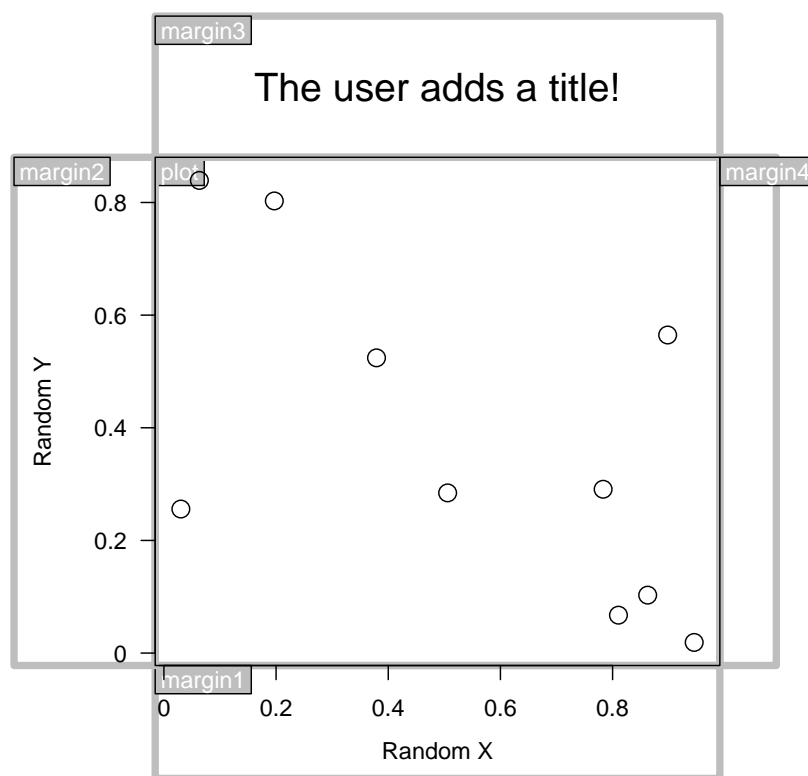 margin3
The user adds a title!
margin2
plot
margin4
0.8
0.6
0.4
0.2
0
Random Y
margin1
0 0.2 0.4 0.6 0.8
Random X